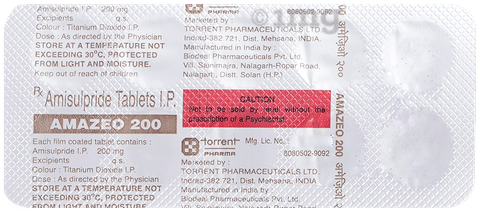 Amisulpride I.P. 200 mg
Excipients q.s.
Colour : Titanium Dioxide I.P.
Dose : As directed by the Physician
STORE AT A TEMPERATURE NOT
EXCEEDING 30°C, PROTECTED
FROM LIGHT AND MOISTURE.
Keep out of reach of children
Rx Amisulpride Tablets I.P.
AMAZEO 200
Each film coated tablet contains :
Amisulpride I.P. 200 mg
Excipients q.s.
Colour : Titanium Dioxide I.P.
Dose : As directed by the Physician
STORE AT A TEMPERATURE NOT
EXCEEDING 30°C, PROTECTED
FROM LIGHT AND MOISTURE
PHARMA 8080502-9092
Marketed by :
TORRENT PHARMACEUTICALS LTD.
Indrad-382 721, Dist. Mehsana, INDIA.
Manufactured in India by :
Biodeal Pharmaceuticals Pvt. Ltd.
Vill. Sainimajra, Nalagarh-Ropar Road,
Nalagarh, Distt. Solan (H.P.)
CAUTION
Not to be sold by retail without the
prescription of a Psychiatrist.
torrent Mfg. Lic. No. :
PHARMA 8080502-9092
Marketed by :
TORRENT PHARMACEUTICALS LTD.
Indrad-382 721, Dist. Mehsana, INDIA
Manufactured in India by
Biodeal Pharmaceuticals Pvt. Ltd.
1mg
AMAZEO 200